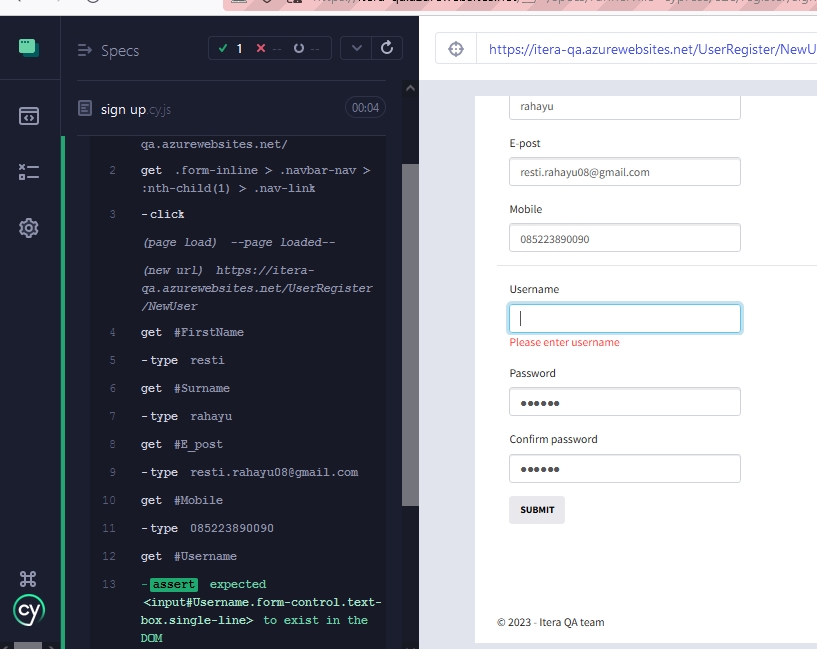 Specs
1
--
--
https://itera-qa.azurewebsites.net/UserRegister/NewU
sign up.cy.js
00:04
qa.azurewebsites.net/
2 get .form-inline > .navbar-nav >
:nth-child(1) > .nav-link
3 -click
(page load) --page loaded--
(new url) https://itera-
qa.azurewebsites.net/UserRegister
/NewUser
4 get #FirstName
5 -type resti
6 get #Surname
7 -type rahayu
8 get #E_post
9 -type resti.rahayu08@gmail.com
10 get #Mobile
11 -type 085223890090
12 get #Username
13 -assert expected
<input#Username.form-control.text-
box.single-line> to exist in the
DOM
cy
rahayu
E-post
resti.rahayu08@gmail.com
Mobile
085223890090
Username
Please enter username
Password
Confirm password
SUBMIT
© 2023 - Itera QA team